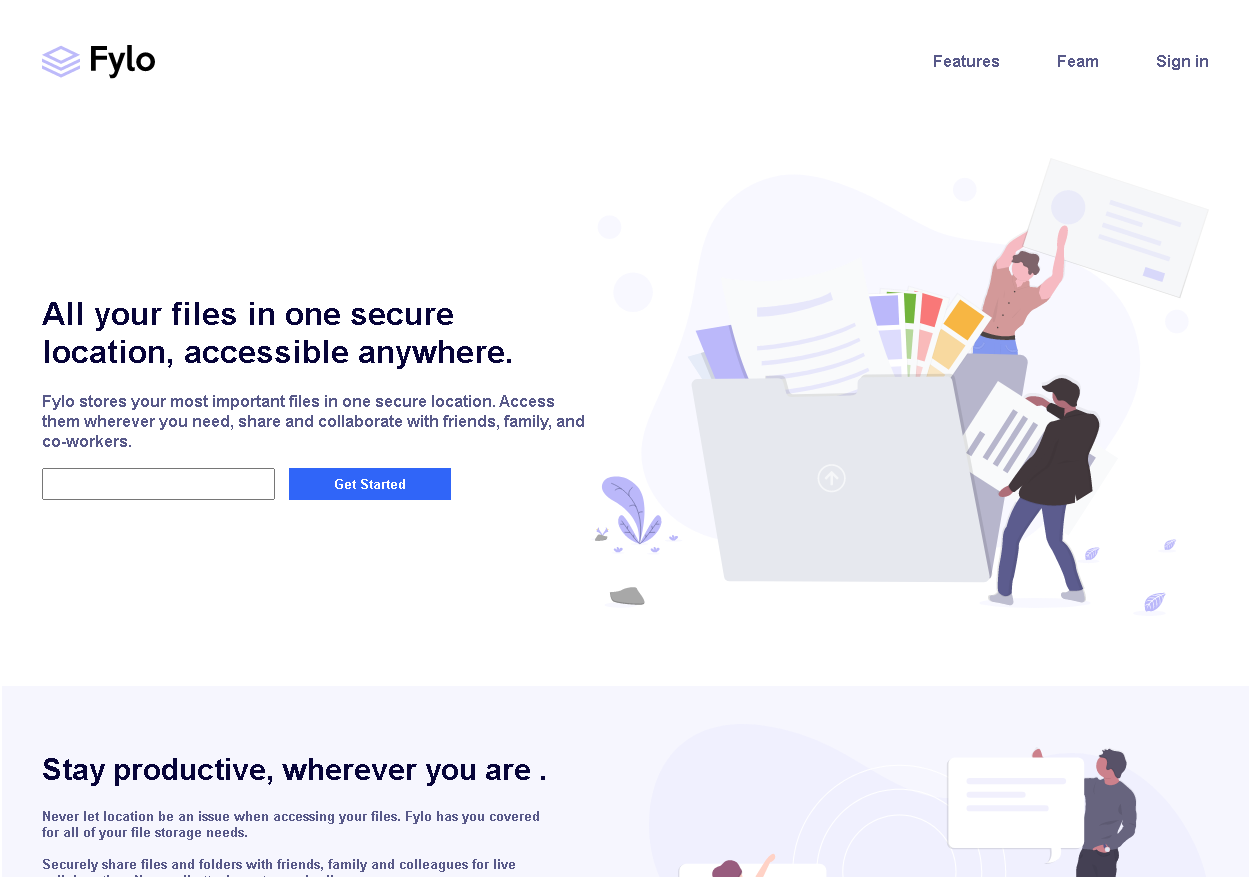 Fylo
Features
Feam
Sign in
All your files in one secure
location, accessible anywhere.
Fylo stores your most important files in one secure location. Access
them wherever you need, share and collaborate with friends, family, and
co-workers.
Get Started
Stay productive, wherever you are .
Never let location be an issue when accessing your files. Fylo has you covered
for all of your file storage needs.
Securely share files and folders with friends, family and colleagues for live